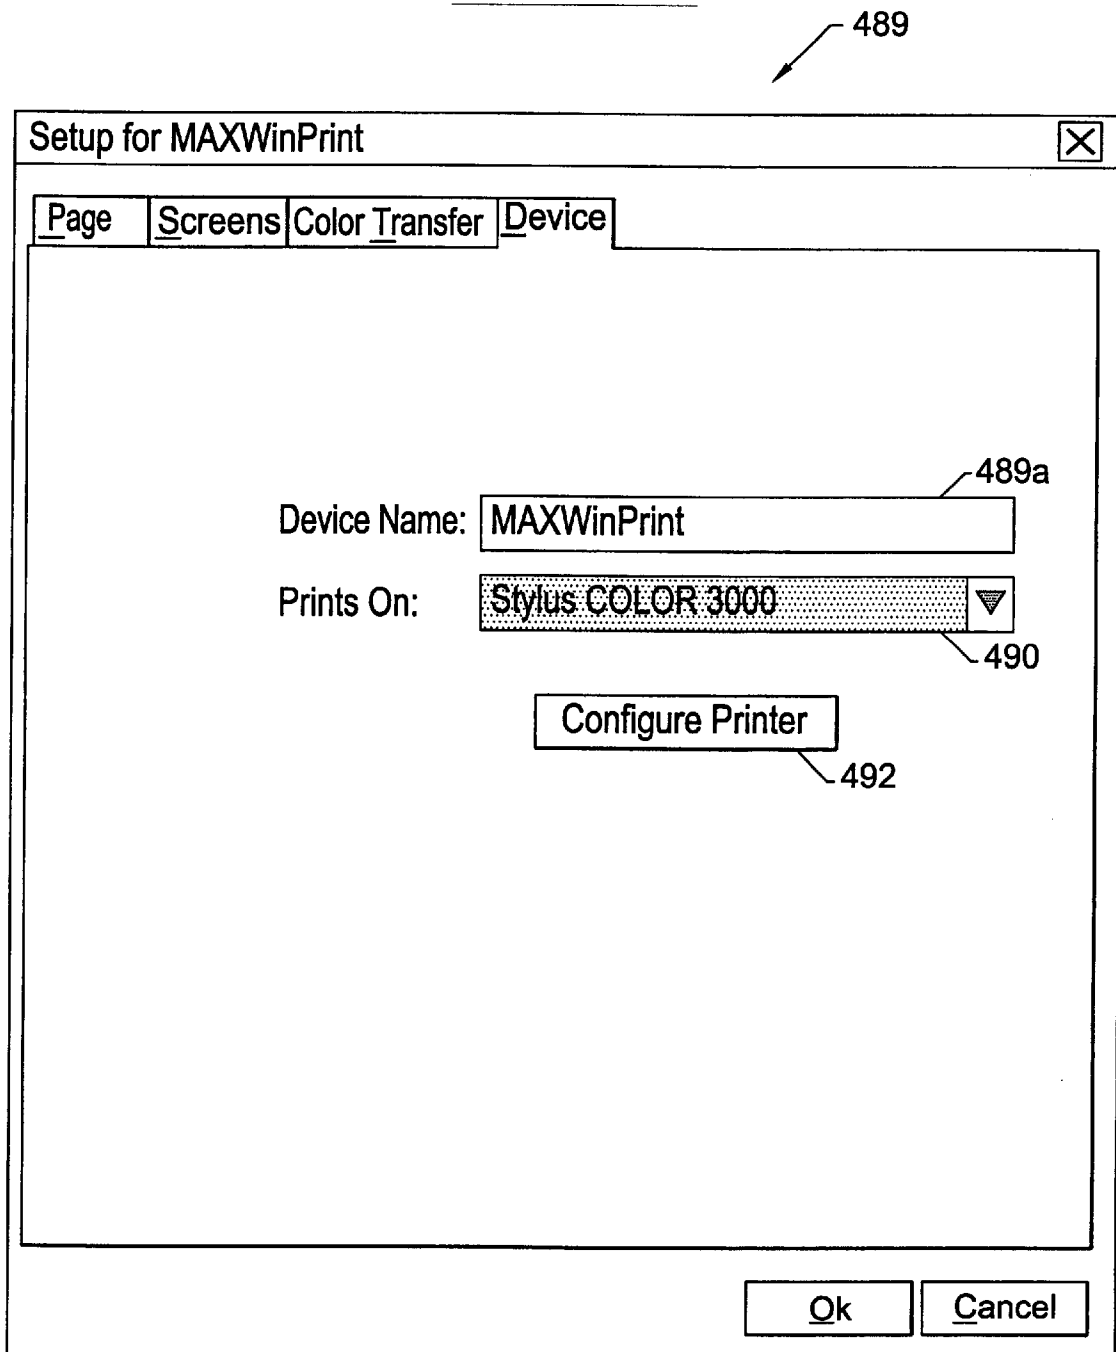 489
Setup for MAXWinPrint
Page Screens Color Transfer Device
489a
Device Name: MAXWinPrint
Prints On: Stylus COLOR 3000
490
Configure Printer
492
Ok Cancel